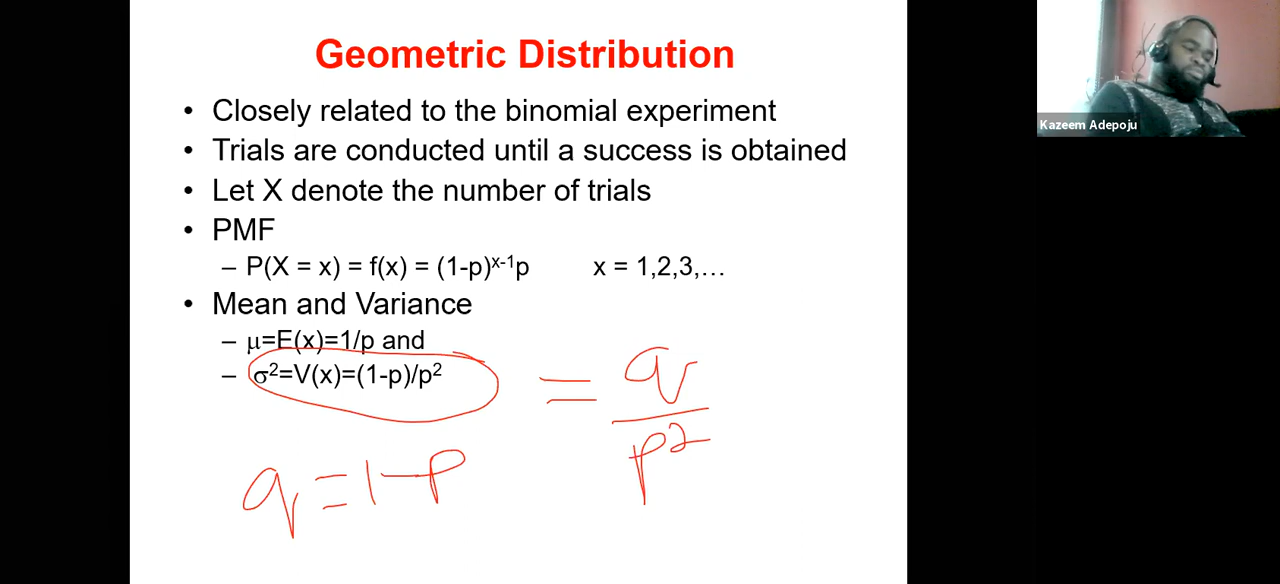 Geometric Distribution
• Closely related to the binomial experiment
• Trials are conducted until a success is obtained
• Let X denote the number of trials
• PMF
– P(X = x) = f(x) = (1-p)ˣ⁻¹p x = 1,2,3,…
• Mean and Variance
– μ=E(x)=1/p and
– σ²=V(x)=(1-p)/p² = q/p²
q = 1-p
Kazeem Adepoju